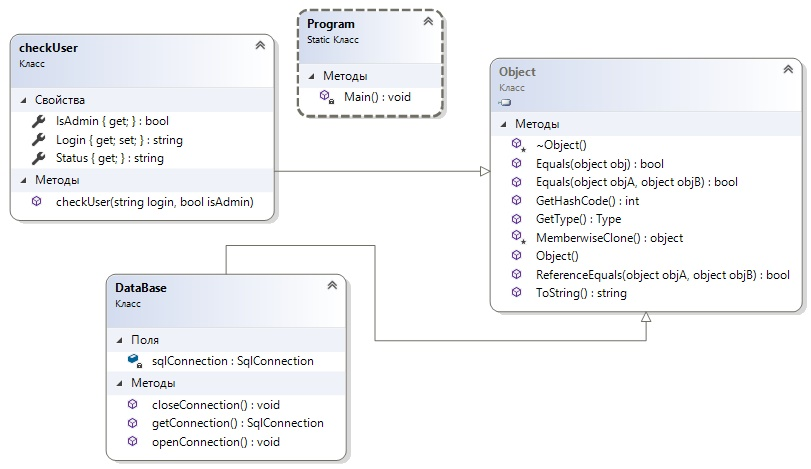 checkUser
Класс
Свойства
IsAdmin { get; } : bool
Login { get; set; } : string
Status { get; } : string
Методы
checkUser(string login, bool isAdmin)
Program
Static Класс
Методы
Main() : void
Object
Класс
Методы
~Object()
Equals(object obj) : bool
Equals(object objA, object objB) : bool
GetHashCode() : int
GetType() : Type
MemberwiseClone() : object
Object()
ReferenceEquals(object objA, object objB) : bool
ToString() : string
DataBase
Класс
Поля
sqlConnection : SqlConnection
Методы
closeConnection() : void
getConnection() : SqlConnection
openConnection() : void